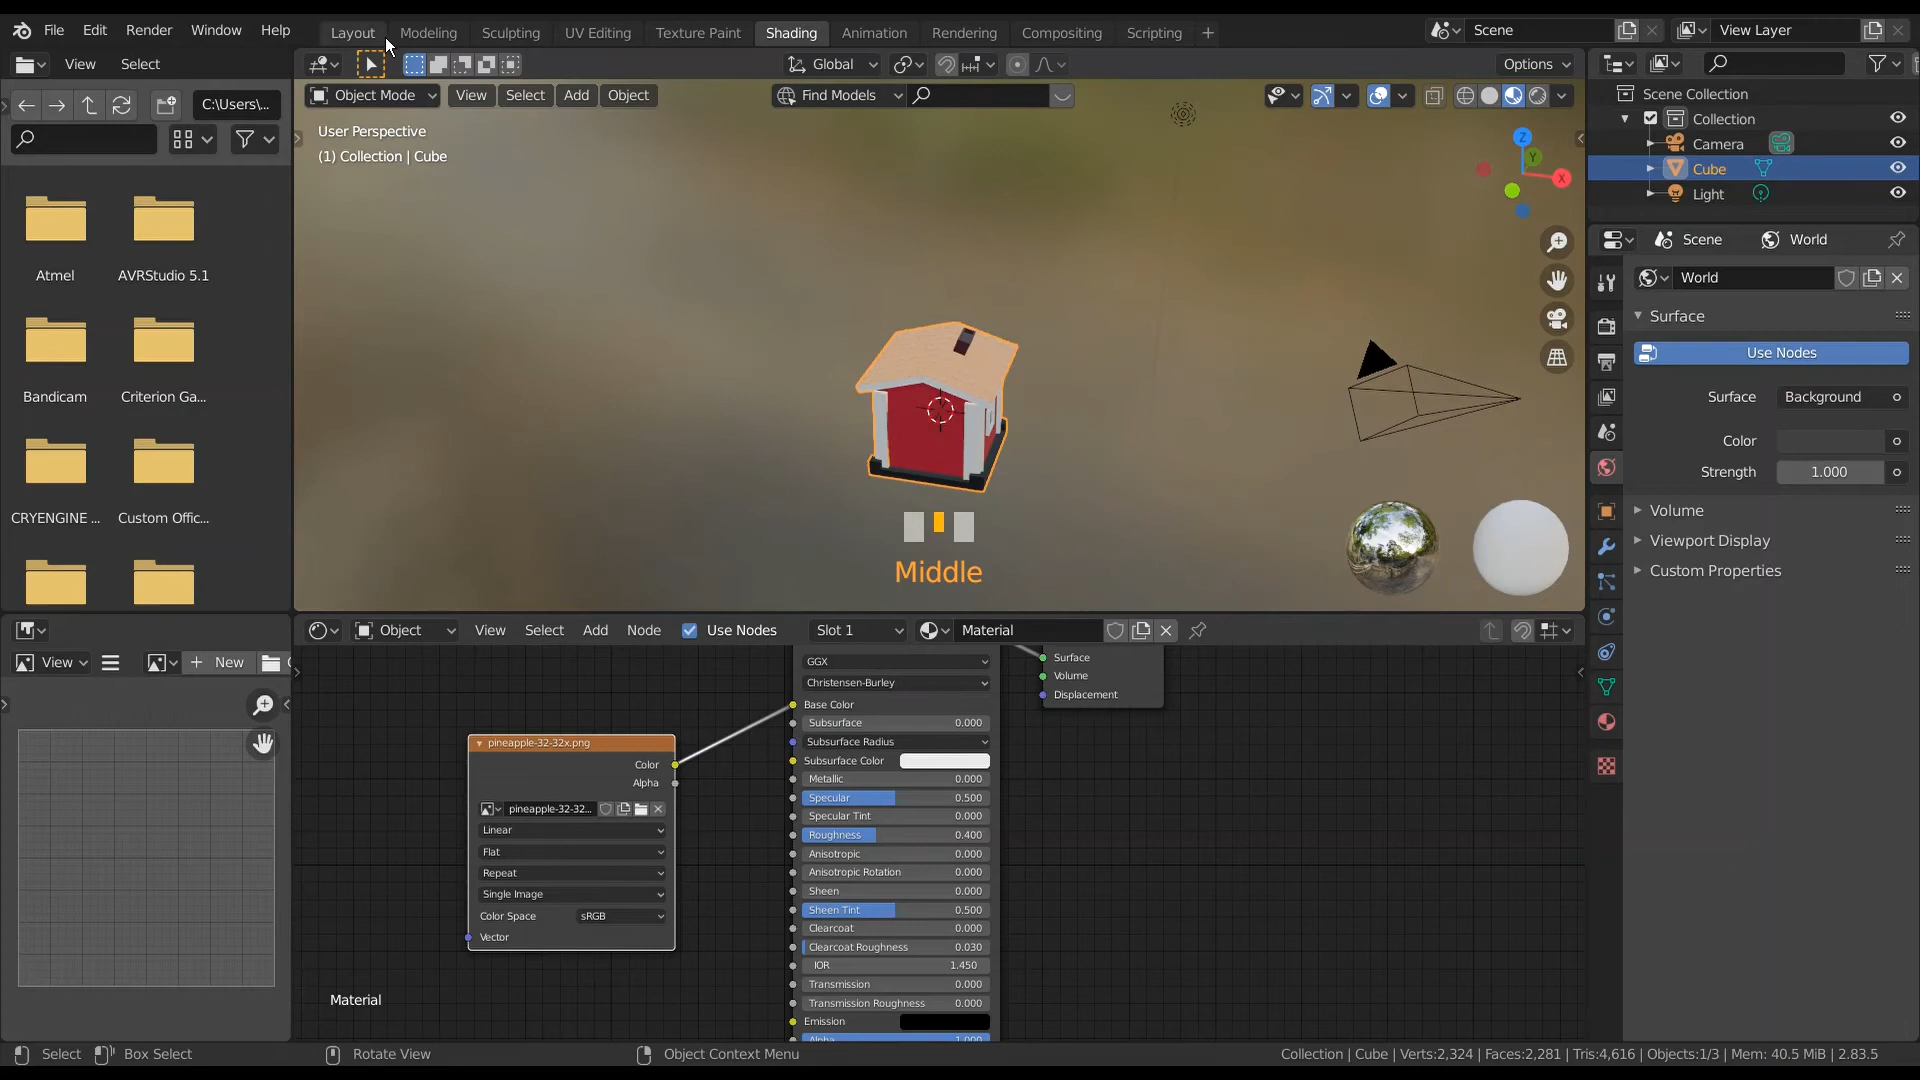 File Edit Render Window Help Layout Modeling Sculpting UV Editing Texture Paint Shading Animation Rendering Compositing Scripting + Scene View Layer
View Select Global Options
C:\Users\... Object Mode View Select Add Object Find Models
Scene Collection
Collection
Camera
Cube
Light
User Perspective
(1) Collection | Cube
Z
Y
X
Atmel AVRStudio 5.1
Bandicam Criterion Ga...
CRYENGINE ... Custom Offic...
Middle
Scene World
World
Surface
Use Nodes
Surface Background
Color
Strength 1.000
Volume
Viewport Display
Custom Properties
Object View Select Add Node Use Nodes Slot 1 Material
View + New
GGX
Christensen-Burley
Base Color
Subsurface 0.000
Subsurface Radius
Subsurface Color
Metallic 0.000
Specular 0.500
Specular Tint 0.000
Roughness 0.400
Anisotropic 0.000
Anisotropic Rotation 0.000
Sheen 0.000
Sheen Tint 0.500
Clearcoat 0.000
Clearcoat Roughness 0.030
IOR 1.450
Transmission 0.000
Transmission Roughness 0.000
Emission
Alpha 1.000
Surface
Volume
Displacement
pineapple-32-32x.png
Color
Alpha
pineapple-32-32...
Linear
Flat
Repeat
Single Image
Color Space sRGB
Vector
Material
Select Box Select Rotate View Object Context Menu Collection | Cube | Verts:2,324 | Faces:2,281 | Tris:4,616 | Objects:1/3 | Mem: 40.5 MiB | 2.83.5